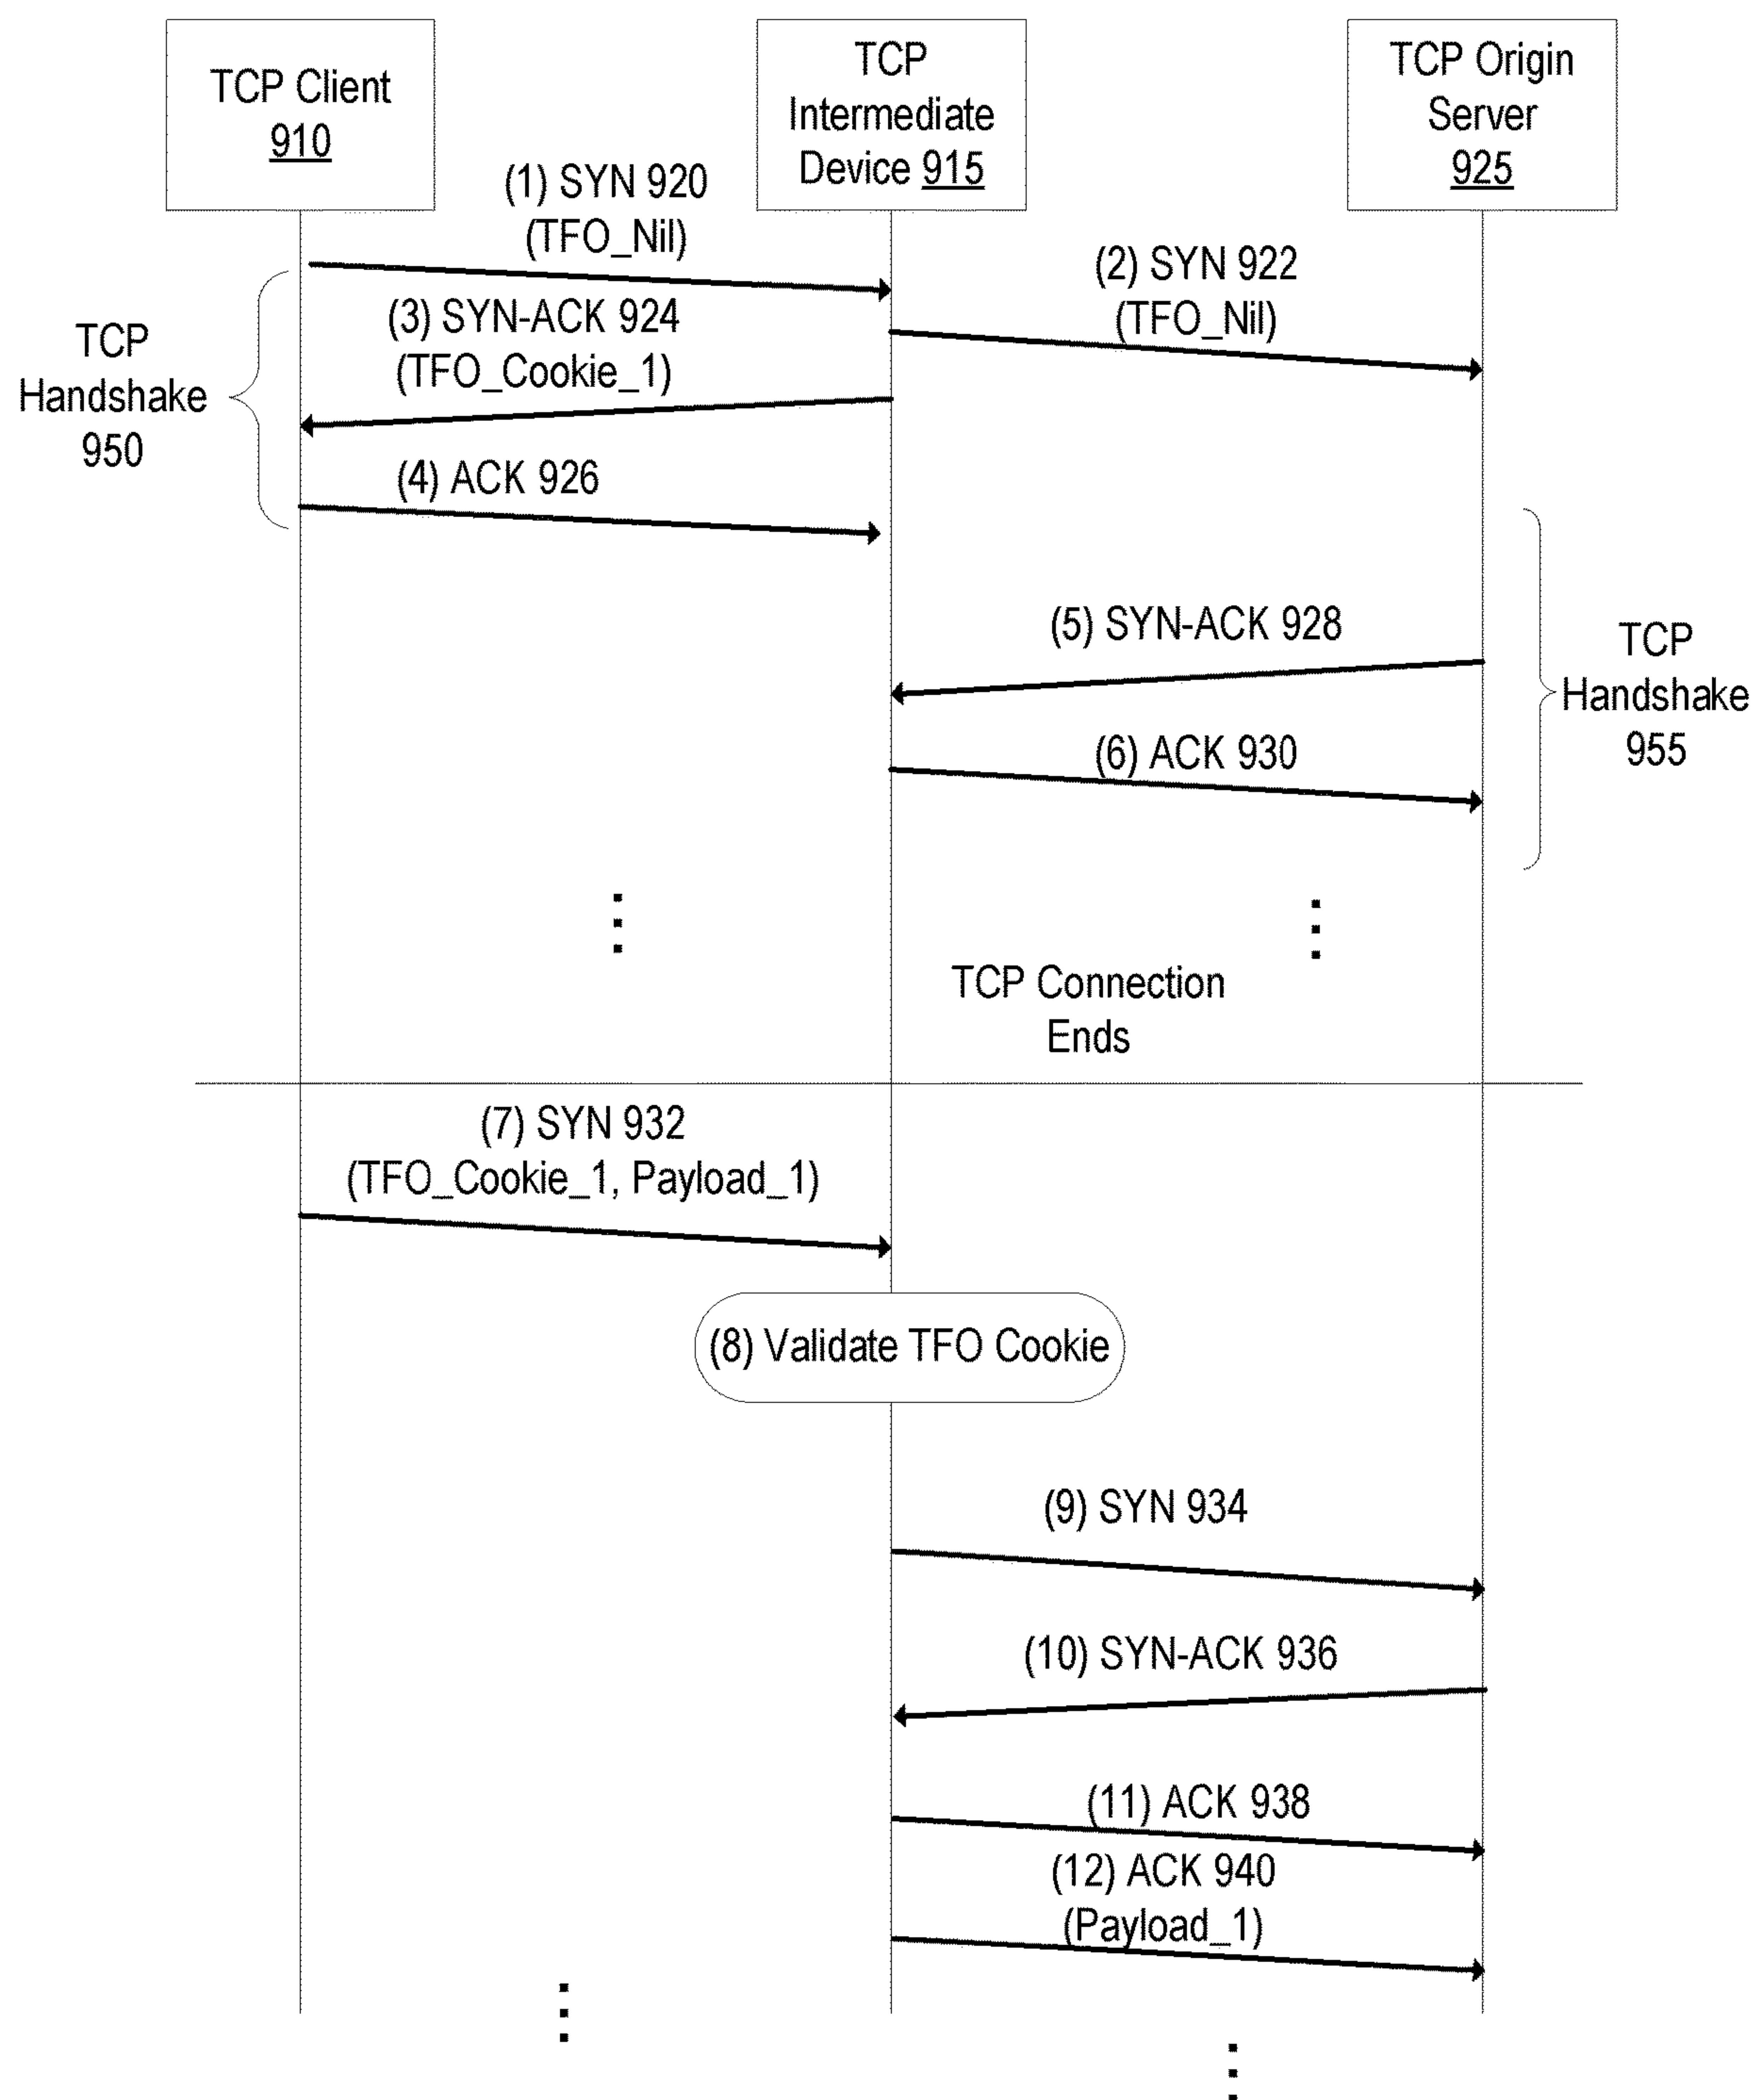 TCP Client
910
TCP
Intermediate
Device 915
TCP Origin
Server
925
(1) SYN 920
(TFO_Nil)
(2) SYN 922
(TFO_Nil)
(3) SYN-ACK 924
(TFO_Cookie_1)
TCP
Handshake
950
(4) ACK 926
(5) SYN-ACK 928
TCP
Handshake
955
(6) ACK 930
TCP Connection
Ends
(7) SYN 932
(TFO_Cookie_1, Payload_1)
(8) Validate TFO Cookie
(9) SYN 934
(10) SYN-ACK 936
(11) ACK 938
(12) ACK 940
(Payload_1)